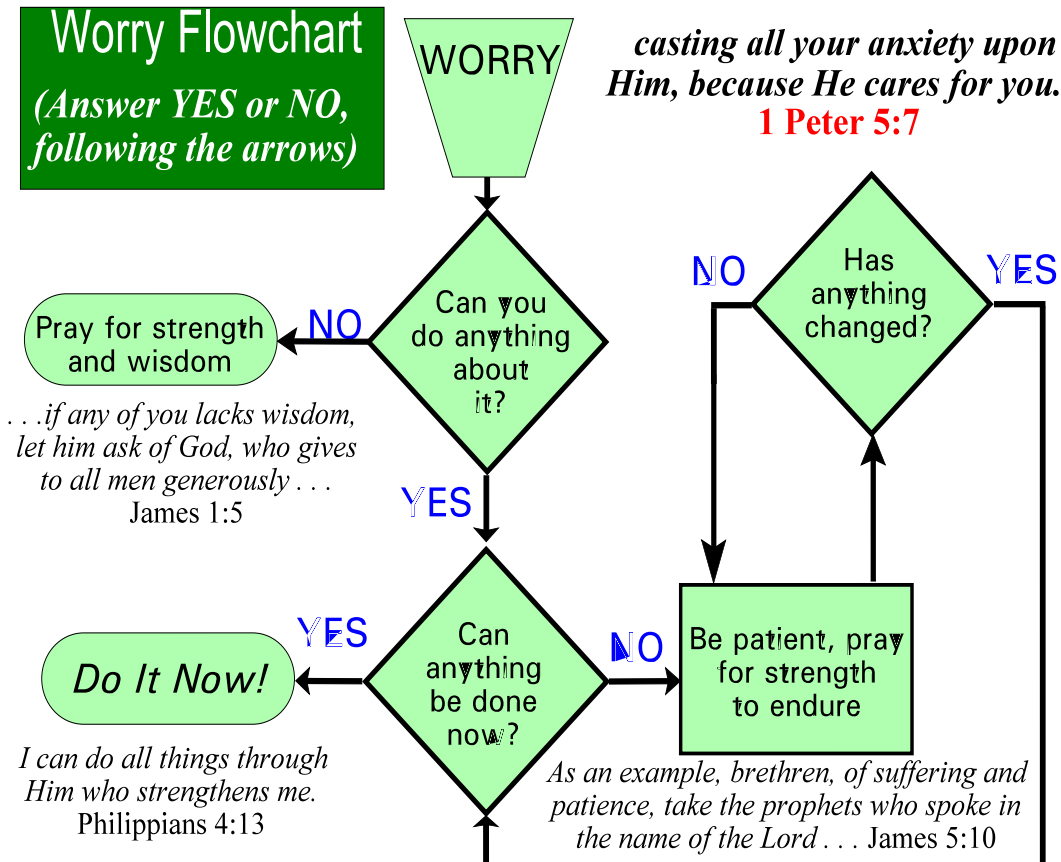 Worry Flowchart
(Answer YES or NO,
following the arrows)
WORRY
casting all your anxiety upon
Him, because He cares for you.
1 Peter 5:7
Can you
do anything
about
it?
NO
Pray for strength
and wisdom
. . .if any of you lacks wisdom,
let him ask of God, who gives
to all men generously . . .
James 1:5
YES
Can
anything
be done
now?
YES
Do It Now!
I can do all things through
Him who strengthens me.
Philippians 4:13
NO
Be patient, pray
for strength
to endure
As an example, brethren, of suffering and
patience, take the prophets who spoke in
the name of the Lord . . . James 5:10
Has
anything
changed?
NO
YES